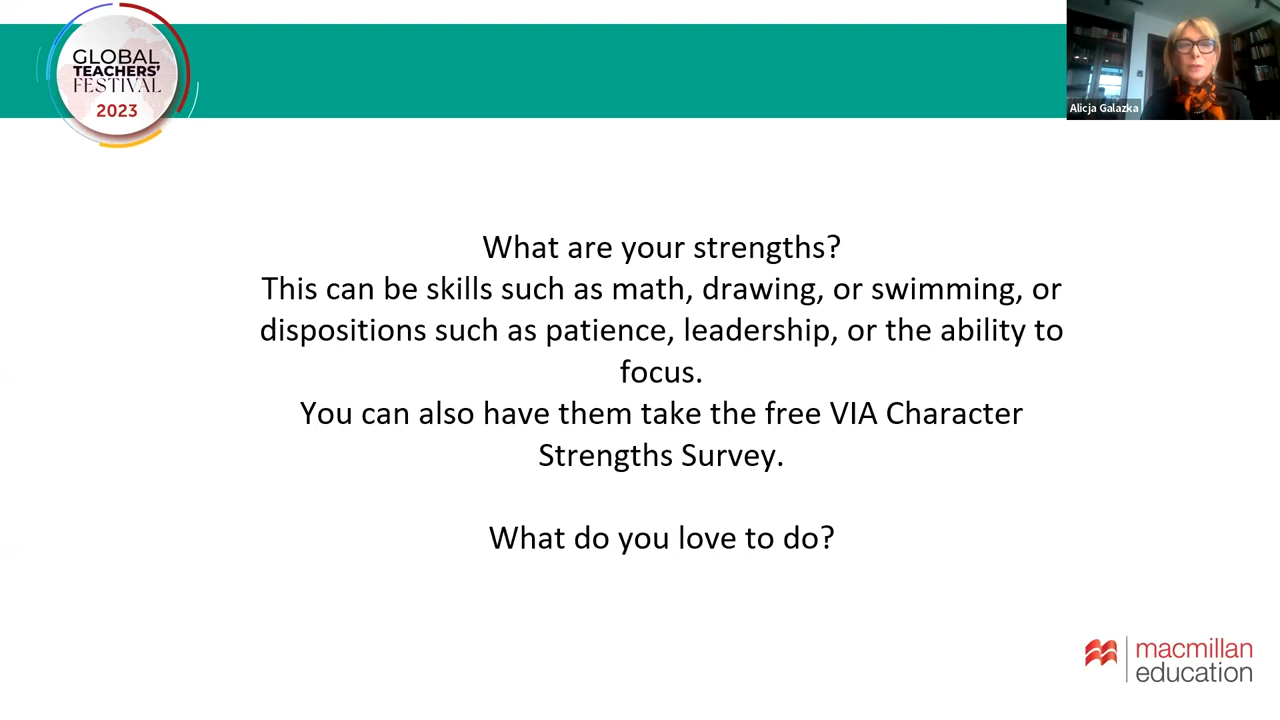 GLOBAL
TEACHERS'
FESTIVAL
2023
Alicja Galazka
What are your strengths?
This can be skills such as math, drawing, or swimming, or
dispositions such as patience, leadership, or the ability to
focus.
You can also have them take the free VIA Character
Strengths Survey.
What do you love to do?
macmillan
education